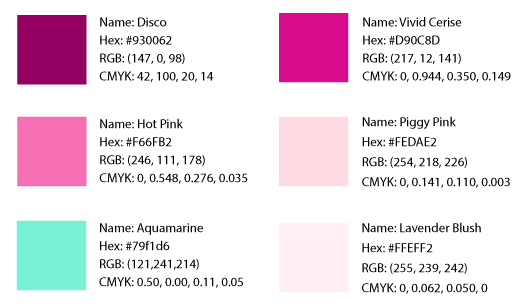 Name: Disco
Hex: #930062
RGB: (147, 0, 98)
CMYK: 42, 100, 20, 14
Name: Vivid Cerise
Hex: #D90C8D
RGB: (217, 12, 141)
CMYK: 0, 0.944, 0.350, 0.149
Name: Hot Pink
Hex: #F66FB2
RGB: (246, 111, 178)
CMYK: 0, 0.548, 0.276, 0.035
Name: Piggy Pink
Hex: #FEDAE2
RGB: (254, 218, 226)
CMYK: 0, 0.141, 0.110, 0.003
Name: Aquamarine
Hex: #79f1d6
RGB: (121,241,214)
CMYK: 0.50, 0.00, 0.11, 0.05
Name: Lavender Blush
Hex: #FFEFF2
RGB: (255, 239, 242)
CMYK: 0, 0.062, 0.050, 0